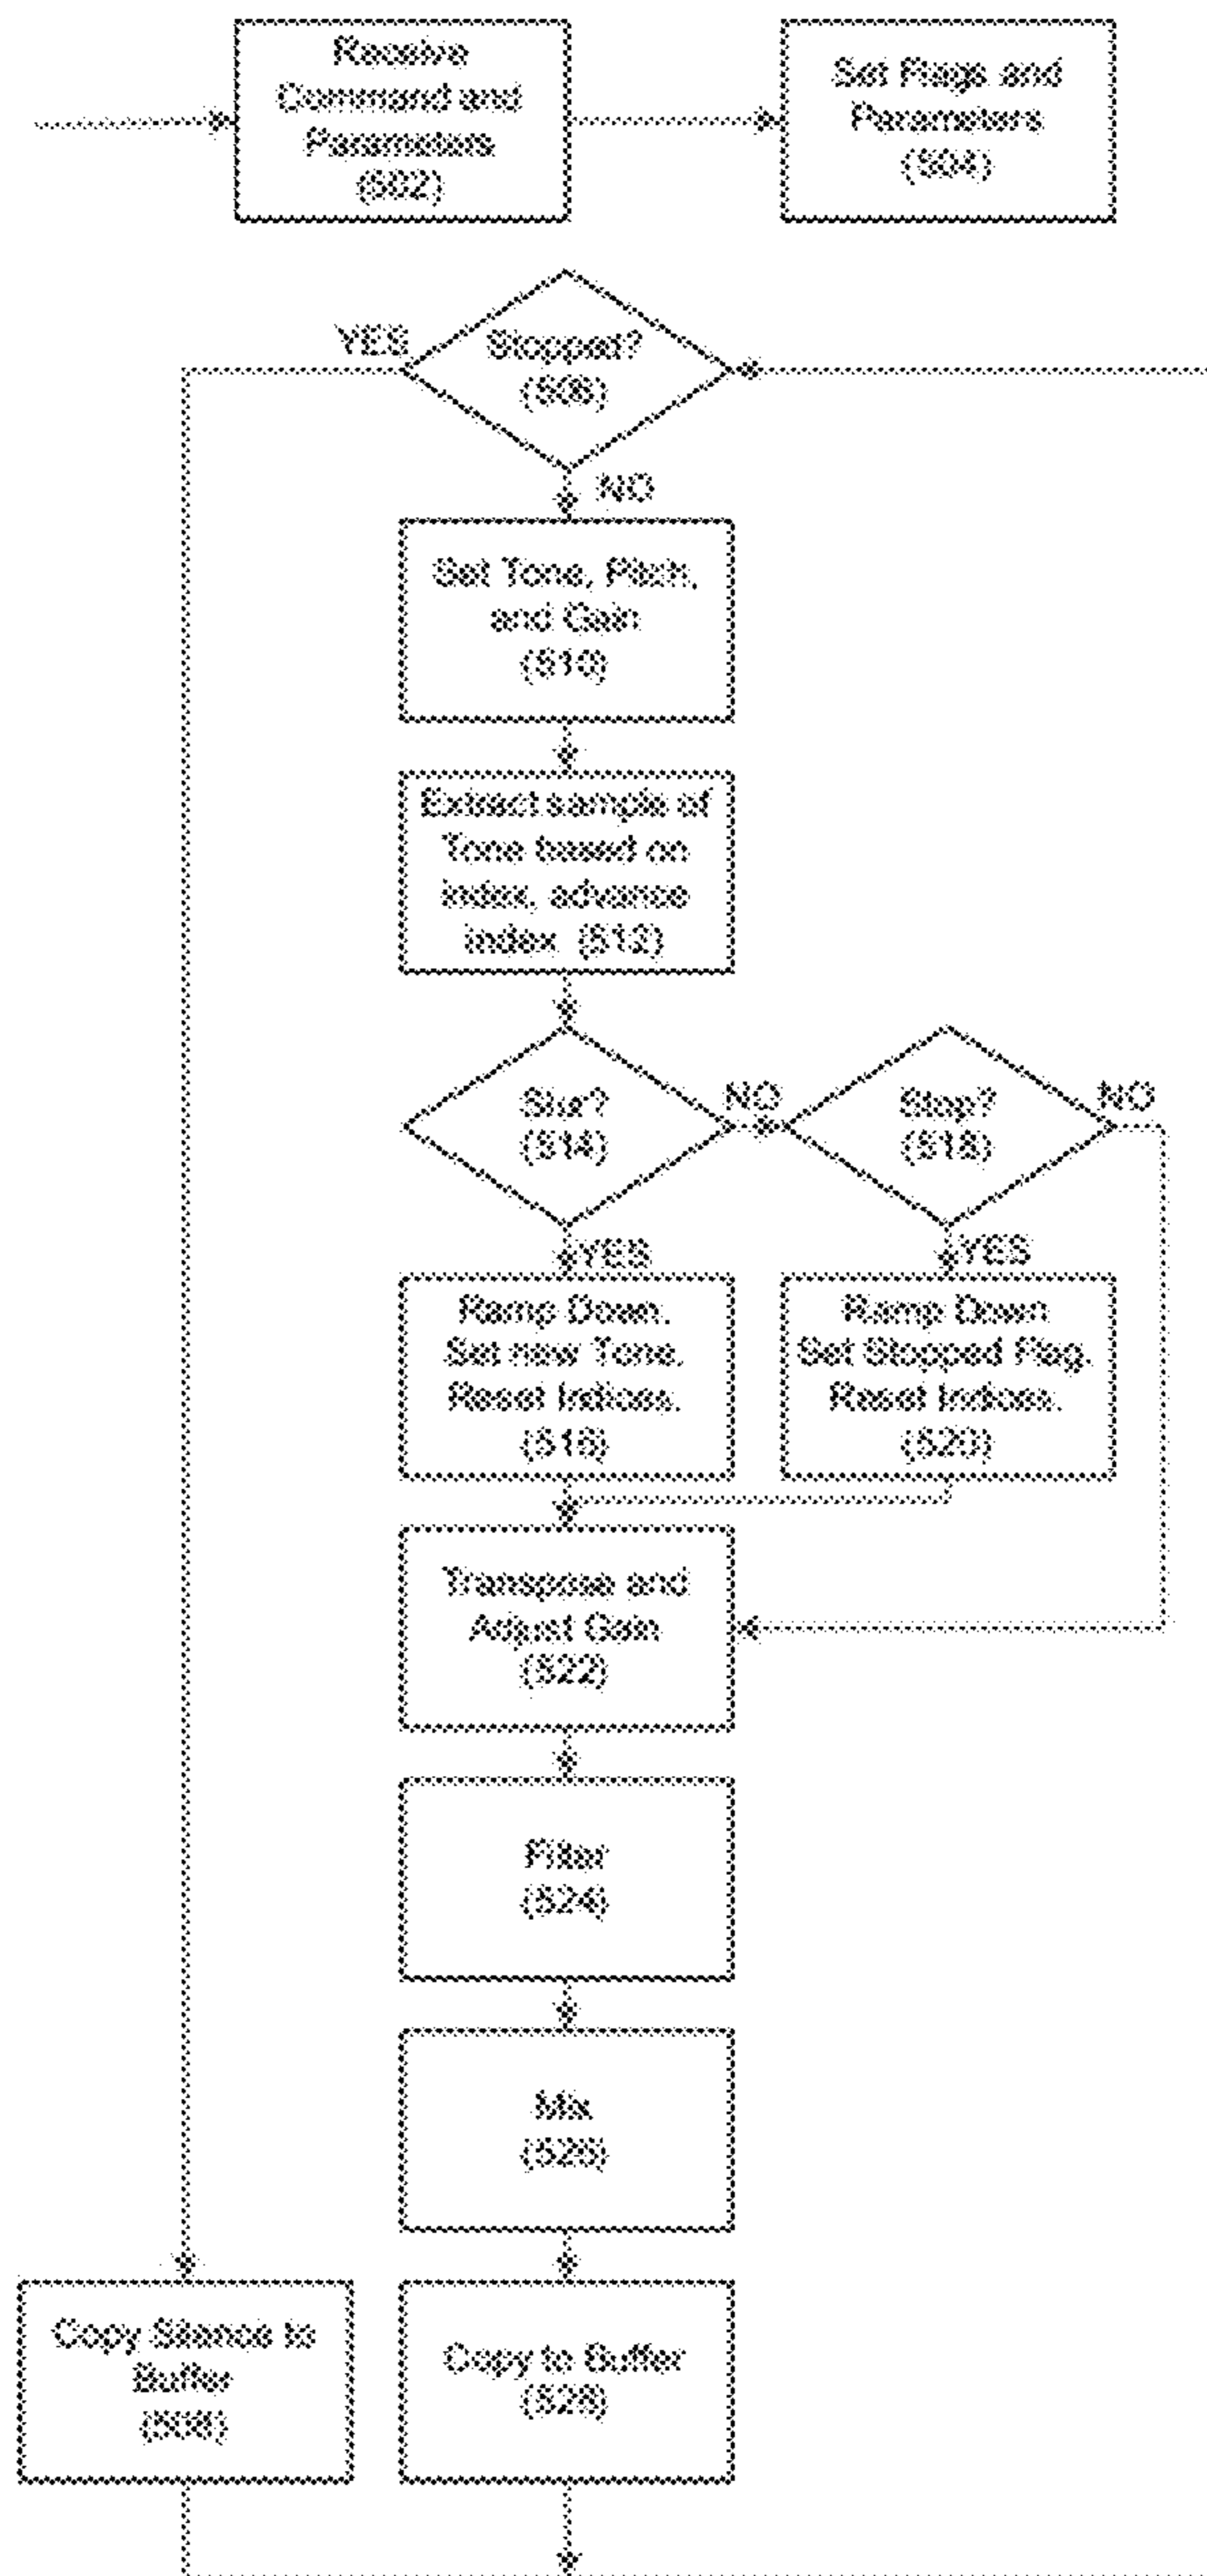 Receive
Command and
Parameters
(502)
Set Flags and
Parameters
(504)
YES
Stopped?
(506)
NO
Set Tone, Pitch,
and Gain
(510)
Extract sample of
Tone based on
index, advance
index (512)
Slur?
(514)
NO
Stop?
(518)
NO
YES
YES
Ramp Down.
Set new Tone.
Reset Indices.
(516)
Ramp Down
Set Stopped Flag.
Reset Indices.
(520)
Transpose and
Adjust Gain
(522)
Filter
(524)
Mix
(526)
Copy Silence to
Buffer
(508)
Copy to Buffer
(528)